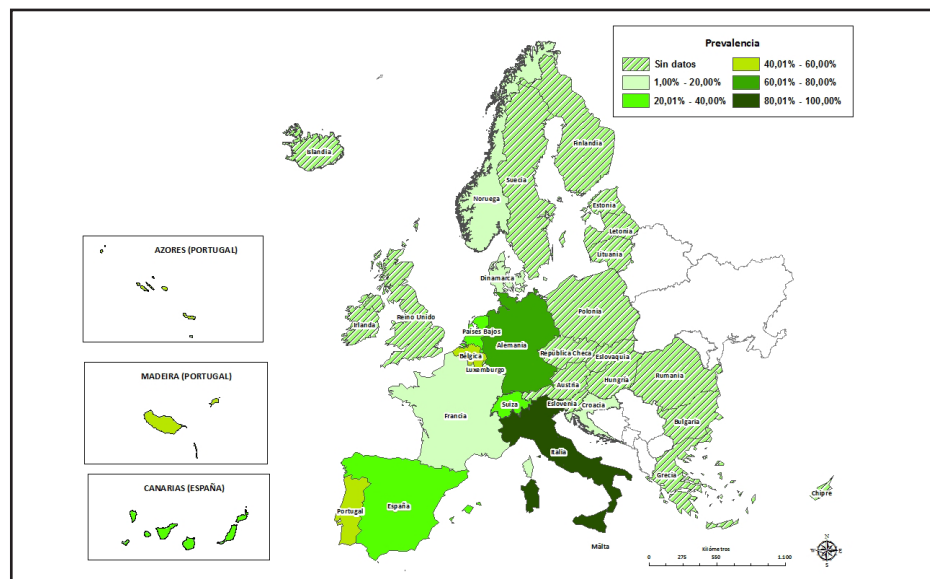 Prevalencia
Sin datos
1,00% - 20,00%
20,01% - 40,00%
40,01% - 60,00%
60,01% - 80,00%
80,01% - 100,00%
Islandia
Finlandia
Suecia
Noruega
Estonia
Letonia
Lituania
Dinamarca
Irlanda
Reino Unido
Países Bajos
Polonia
Bélgica
Alemania
Luxemburgo
República Checa
Eslovaquia
Austria
Hungría
Rumania
Suiza
Eslovenia
Croacia
Francia
Bulgaria
Italia
Grecia
Portugal
España
Chipre
Malta
AZORES (PORTUGAL)
MADEIRA (PORTUGAL)
CANARIAS (ESPAÑA)
Kilómetros
0 275 550 1.100
N
W E
S